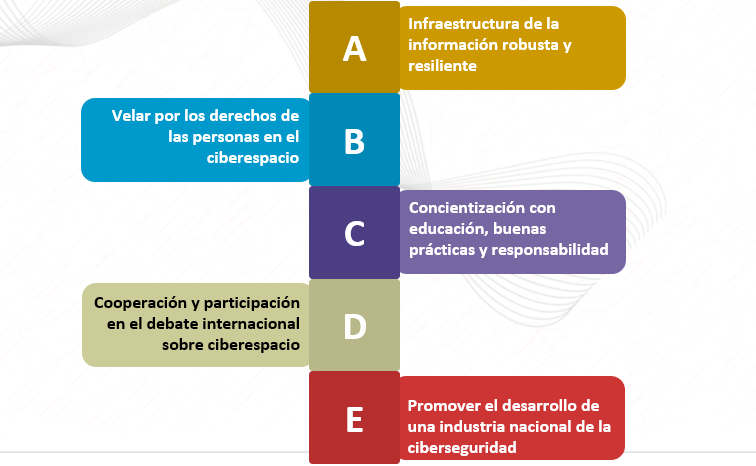 A
Infraestructura de la
información robusta y
resiliente
Velar por los derechos de
las personas en el
ciberespacio
B
C
Concientización con
educación, buenas
prácticas y responsabilidad
Cooperación y participación
en el debate internacional
sobre ciberespacio
D
E
Promover el desarrollo de
una industria nacional de la
ciberseguridad